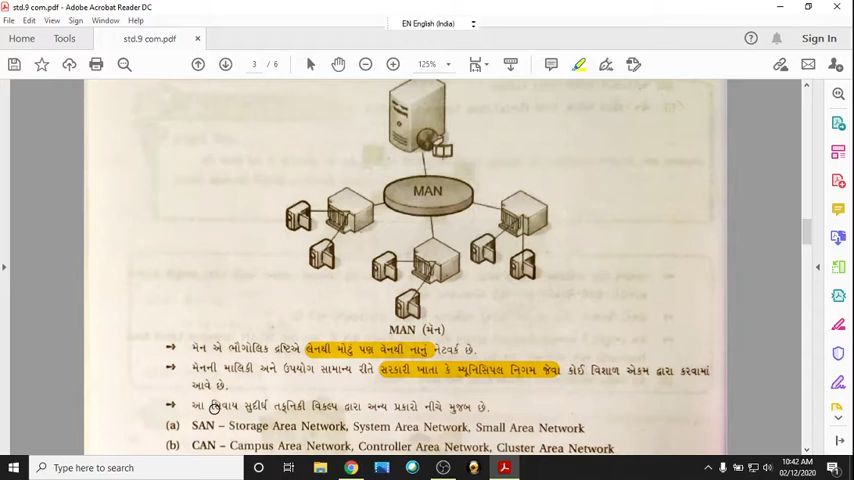 std.9 com.pdf - Adobe Acrobat Reader DC
File Edit View Sign Window Help
EN English (India)
Home Tools std.9 com.pdf × Sign In
3 / 6 125%
MAN
MAN (મૅન)
→ મૅન એ ભૌગોલિક દ્રષ્ટિએ લૅનથી મોટું પણ વૅનથી નાનું નેટવર્ક છે.
→ મૅનની માલિકી અને ઉપયોગ સામાન્ય રીતે સરકારી ખાતા કે મ્યૂનિસિપલ નિગમ જેવા કોઈ વિશાળ એકમ દ્વારા કરવામાં
આવે છે.
→ આ સિવાય સુદીર્ઘ તકનિકી વિકલ્પ દ્વારા અન્ય પ્રકારો નીચે મુજબ છે.
(a) SAN – Storage Area Network, System Area Network, Small Area Network
(b) CAN – Campus Area Network, Controller Area Network, Cluster Area Network
Type here to search
10:42 AM
02/12/2020